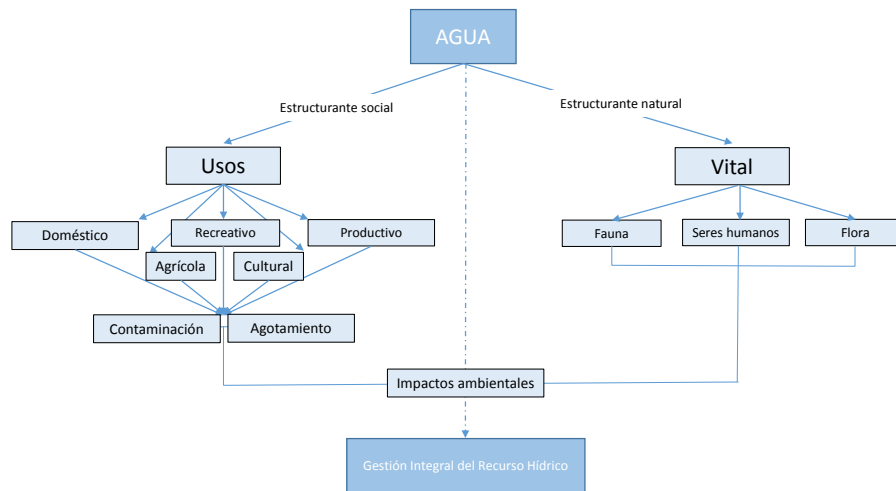 AGUA
Estructurante social
Estructurante natural
Usos
Vital
Doméstico
Recreativo
Productivo
Fauna
Seres humanos
Flora
Agrícola
Cultural
Contaminación
Agotamiento
Impactos ambientales
Gestión Integral del Recurso Hídrico